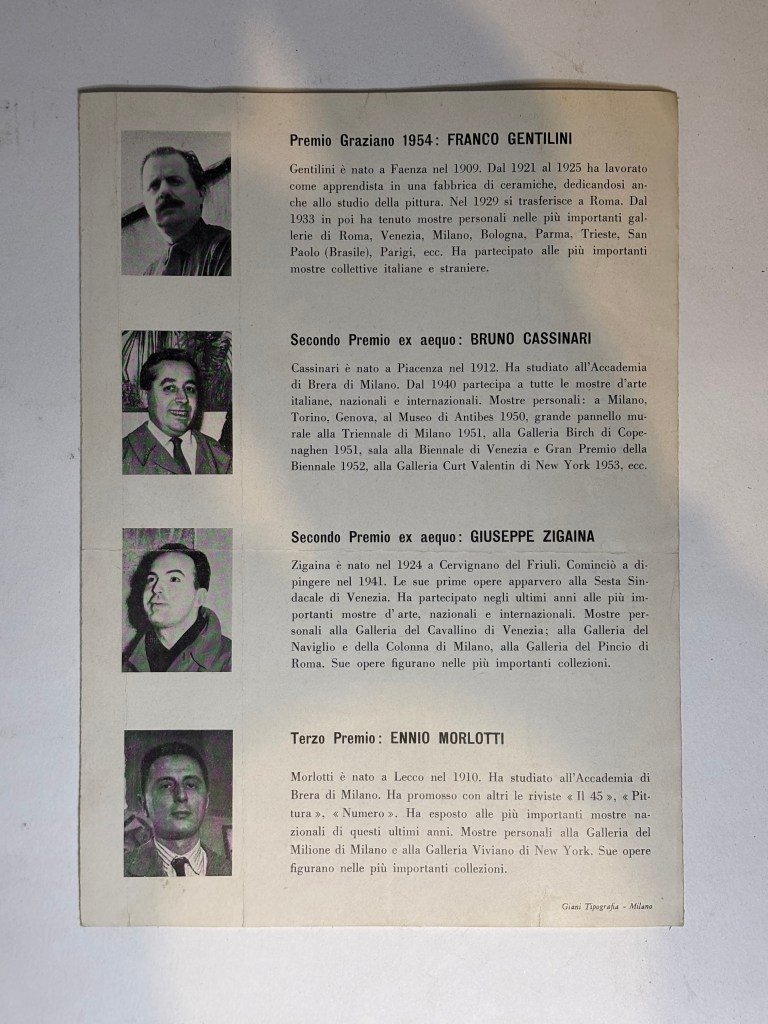 Premio Graziano 1954: FRANCO GENTILINI
Gentilini è nato a Faenza nel 1909. Dal 1921 al 1925 ha lavorato
come apprendista in una fabbrica di ceramiche, dedicandosi an-
che allo studio della pittura. Nel 1929 si trasferisce a Roma. Dal
1933 in poi ha tenuto mostre personali nelle più importanti gal-
lerie di Roma, Venezia, Milano, Bologna, Parma, Trieste, San
Paolo (Brasile), Parigi, ecc. Ha partecipato alle più importanti
mostre collettive italiane e straniere.
Secondo Premio ex aequo: BRUNO CASSINARI
Cassinari è nato a Piacenza nel 1912. Ha studiato all'Accademia
di Brera di Milano. Dal 1940 partecipa a tutte le mostre d'arte
italiane, nazionali e internazionali. Mostre personali: a Milano,
Torino, Genova, al Museo di Antibes 1950, grande pannello mu-
rale alla Triennale di Milano 1951, alla Galleria Birch di Cope-
naghen 1951, sala alla Biennale di Venezia e Gran Premio della
Biennale 1952, alla Galleria Curt Valentin di New York 1953, ecc.
Secondo Premio ex aequo: GIUSEPPE ZIGAINA
Zigaina è nato nel 1924 a Cervignano del Friuli. Cominciò a di-
pingere nel 1941. Le sue prime opere apparvero alla Sesta Sin-
dacale di Venezia. Ha partecipato negli ultimi anni alle più im-
portanti mostre d'arte, nazionali e internazionali. Mostre per-
sonali alla Galleria del Cavallino di Venezia; alla Galleria del
Naviglio e della Colonna di Milano, alla Galleria del Pincio di
Roma. Sue opere figurano nelle più importanti collezioni.
Terzo Premio: ENNIO MORLOTTI
Morlotti è nato a Lecco nel 1910. Ha studiato all'Accademia di
Brera di Milano. Ha promosso con altri le riviste « Il 45 », « Pit-
tura », « Numero ». Ha esposto alle più importanti mostre na-
zionali di questi ultimi anni. Mostre personali alla Galleria del
Milione di Milano e alla Galleria Viviano di New York. Sue opere
figurano nelle più importanti collezioni.
Giani Tipografia - Milano